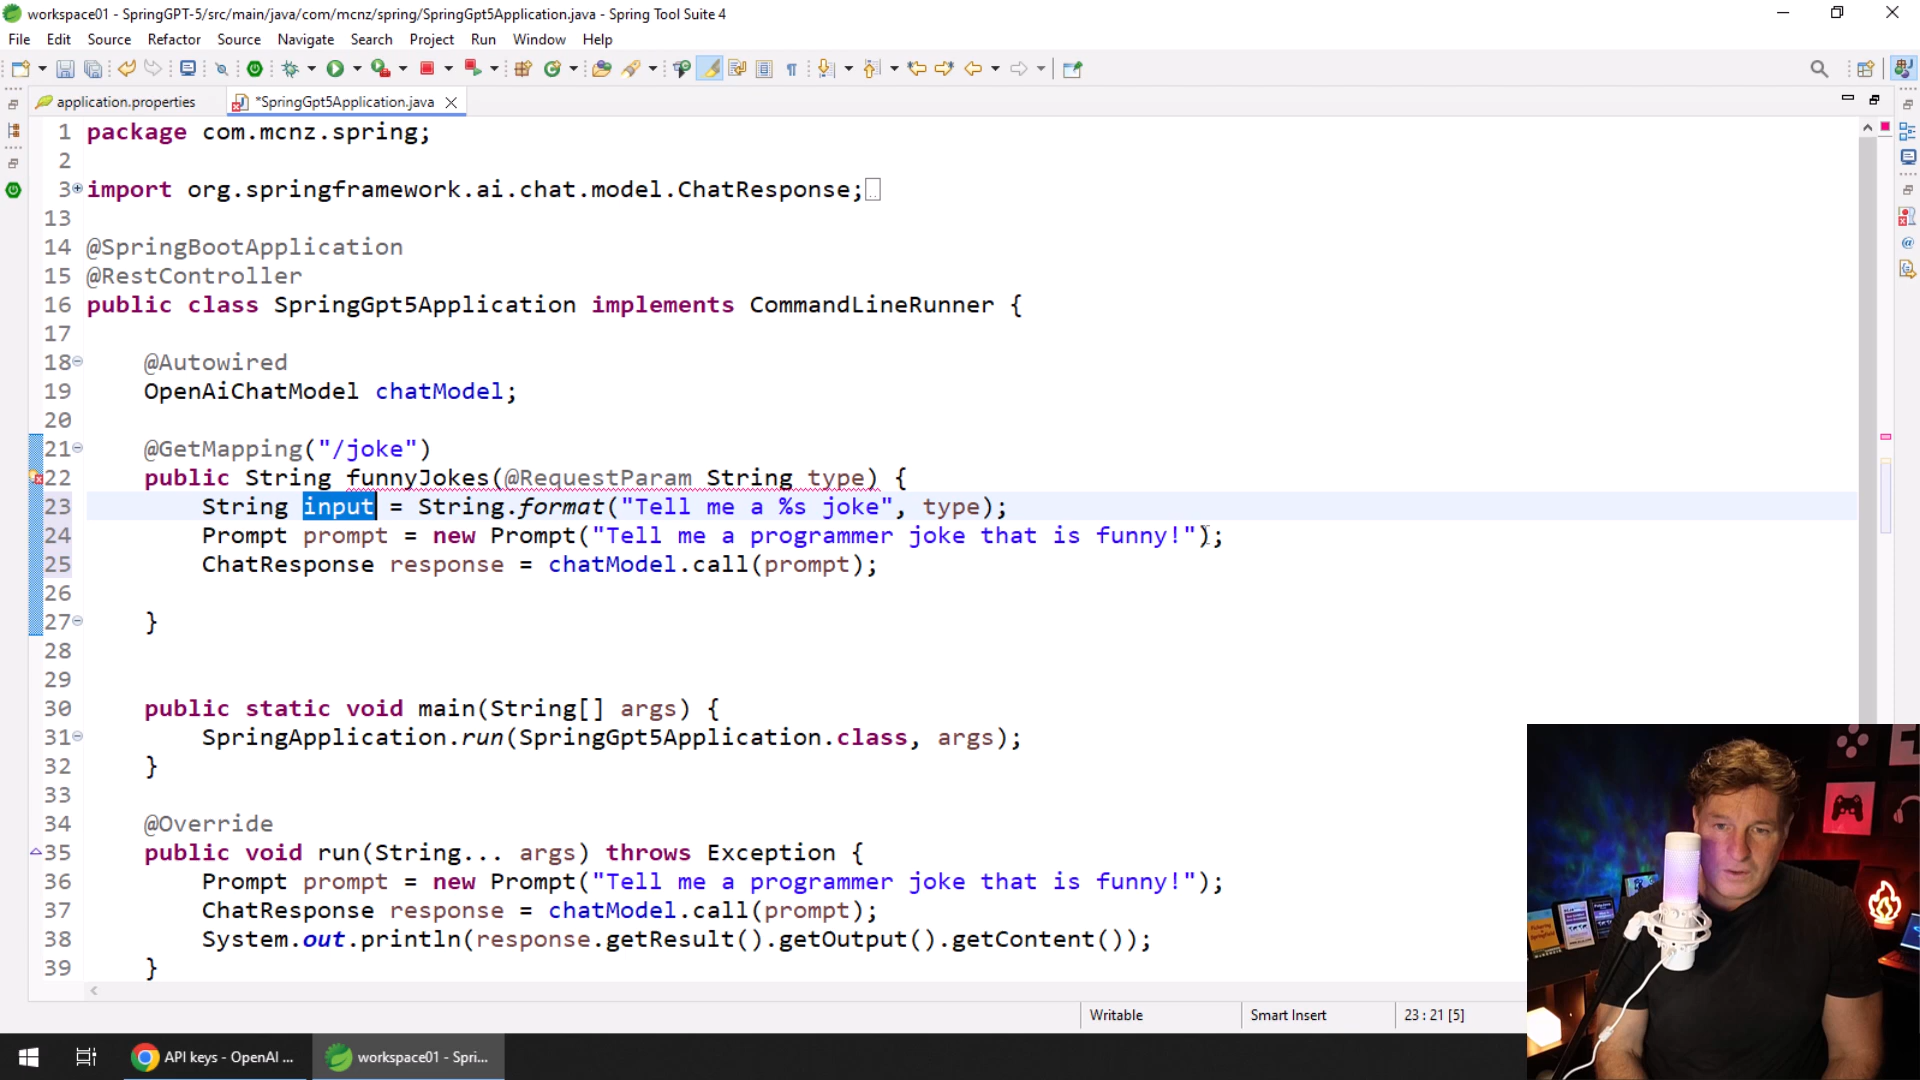 workspace01 - SpringGPT-5/src/main/java/com/mcnz/spring/SpringGpt5Application.java - Spring Tool Suite 4
File Edit Source Refactor Source Navigate Search Project Run Window Help
application.properties *SpringGpt5Application.java
1 package com.mcnz.spring;
2
3 import org.springframework.ai.chat.model.ChatResponse;
13
14 @SpringBootApplication
15 @RestController
16 public class SpringGpt5Application implements CommandLineRunner {
17
18 @Autowired
19 OpenAiChatModel chatModel;
20
21 @GetMapping("/joke")
22 public String funnyJokes(@RequestParam String type) {
23 String input = String.format("Tell me a %s joke", type);
24 Prompt prompt = new Prompt("Tell me a programmer joke that is funny!");
25 ChatResponse response = chatModel.call(prompt);
26
27 }
28
29
30 public static void main(String[] args) {
31 SpringApplication.run(SpringGpt5Application.class, args);
32 }
33
34 @Override
35 public void run(String... args) throws Exception {
36 Prompt prompt = new Prompt("Tell me a programmer joke that is funny!");
37 ChatResponse response = chatModel.call(prompt);
38 System.out.println(response.getResult().getOutput().getContent());
39 }
Writable Smart Insert 23 : 21 [5]
API keys - OpenAI ... workspace01 - Spri...